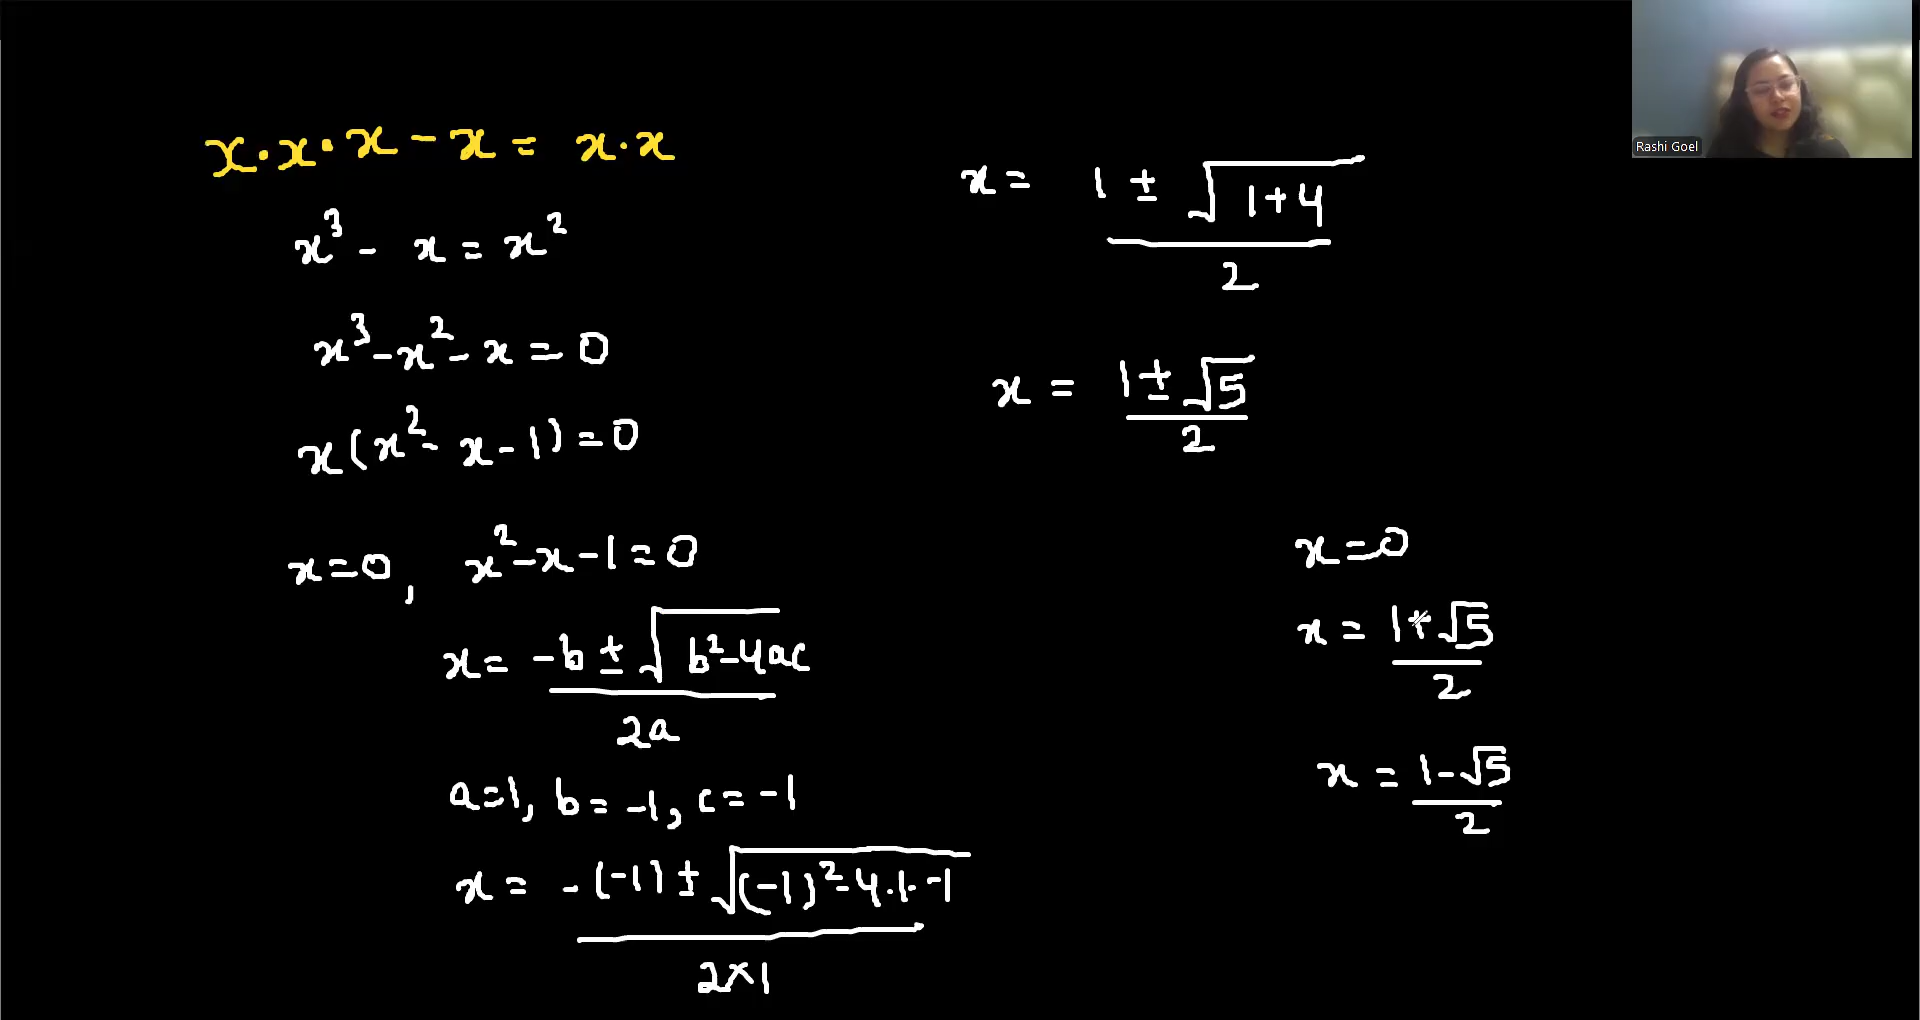 x·x·x - x = x·x
x³ - x = x²
x³ - x² - x = 0
x(x² - x - 1) = 0
x = 0, x² - x - 1 = 0
x = -b ± √(b² - 4ac) / 2a
a = 1, b = -1, c = -1
x = -(-1) ± √((-1)² - 4·1·-1) / 2×1
x = 1 ± √(1+4) / 2
x = 1 ± √5 / 2
x = 0
x = 1 + √5 / 2
x = 1 - √5 / 2
Rashi Goel